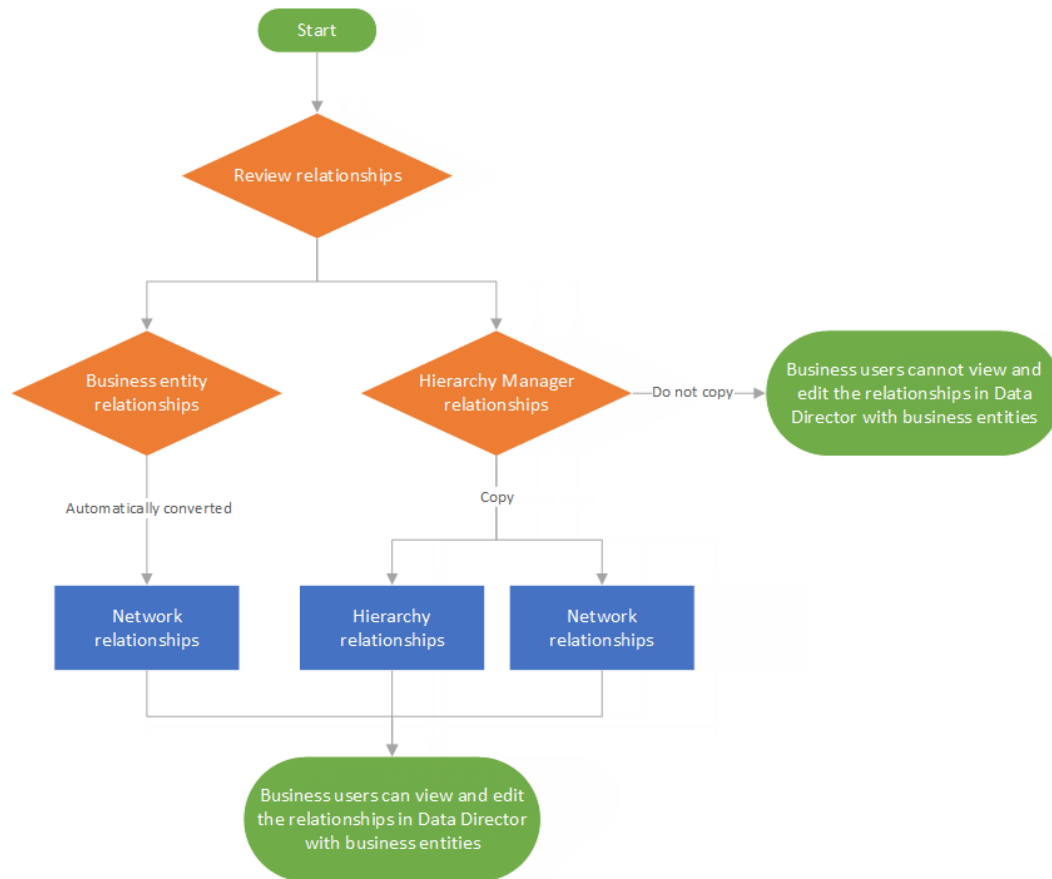 Start
Review relationships
Business entity
relationships
Hierarchy Manager
relationships
Do not copy
Business users cannot view and
edit the relationships in Data
Director with business entities
Automatically converted
Copy
Network
relationships
Hierarchy
relationships
Network
relationships
Business users can view and edit
the relationships in Data Director
with business entities